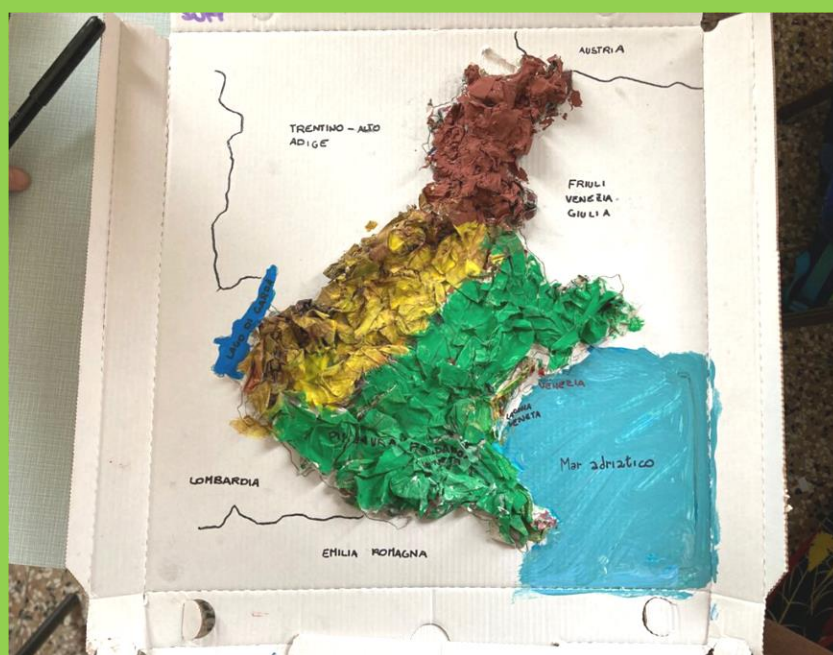 AUSTRIA
TRENTINO - ALTO
ADIGE
FRIULI
VENEZIA
GIULIA
LAGO DI GARDA
VENEZIA
LAGUNA
VENETA
Mar adriatico
LOMBARDIA
EMILIA ROMAGNA